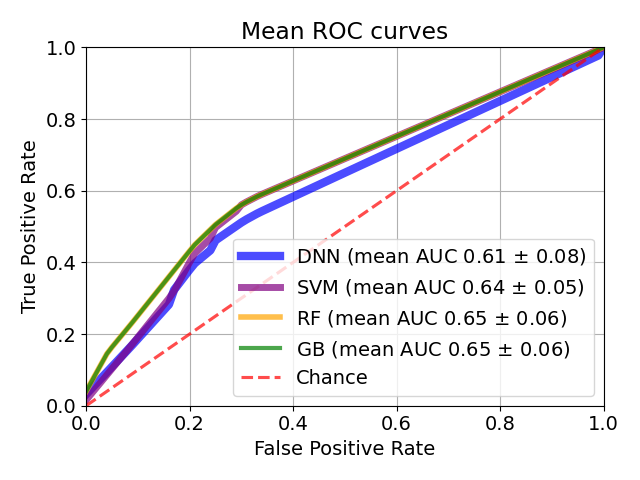 Mean ROC curves
1.0
0.8
0.6
0.4
0.2
0.0
True Positive Rate
DNN (mean AUC 0.61 ± 0.08)
SVM (mean AUC 0.64 ± 0.05)
RF (mean AUC 0.65 ± 0.06)
GB (mean AUC 0.65 ± 0.06)
Chance
0.0 0.2 0.4 0.6 0.8 1.0
False Positive Rate